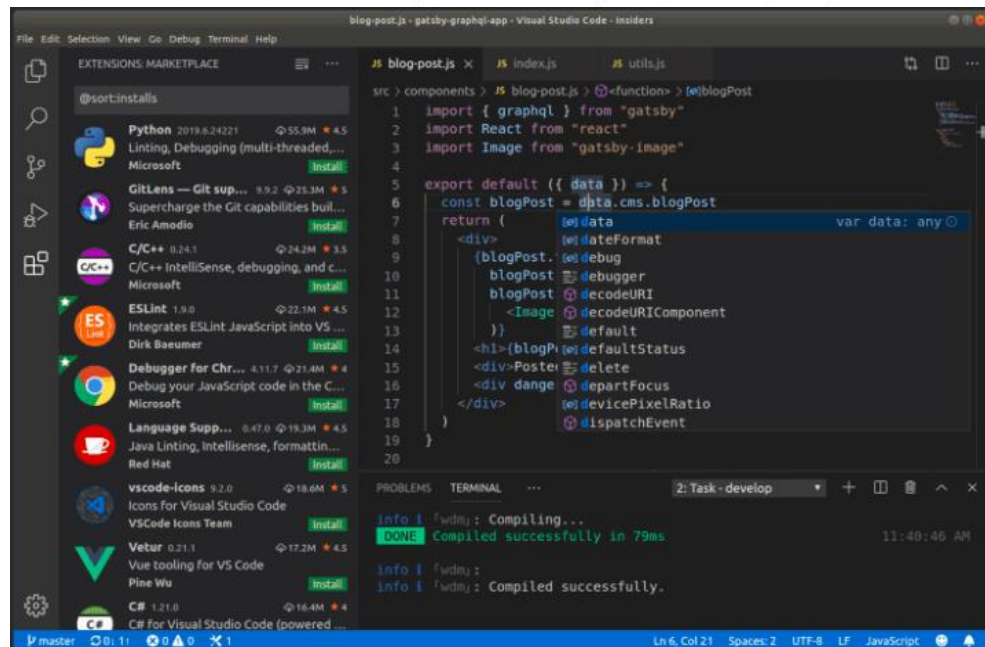 blog-post.js - gatsby-graphql-app - Visual Studio Code - Insiders
File Edit Selection View Go Debug Terminal Help
EXTENSIONS: MARKETPLACE
@sort:installs
Python 2019.6.24221 55.9M ★ 4.5
Linting, Debugging (multi-threaded,...
Microsoft Install
GitLens — Git sup... 9.9.2 25.3M ★ 5
Supercharge the Git capabilities buil...
Eric Amodio Install
C/C++ 0.24.1 24.2M ★ 3.5
C/C++
C/C++ IntelliSense, debugging, and c...
Microsoft Install
ESLint 1.9.0 22.1M ★ 4.5
ES
Lint
Integrates ESLint JavaScript into VS ...
Dirk Baeumer Install
Debugger for Chr... 4.11.7 21.4M ★ 4
Debug your JavaScript code in the C...
Microsoft Install
Language Supp... 0.47.0 19.3M ★ 4.5
Java Linting, Intellisense, formattin...
Red Hat Install
vscode-icons 9.2.0 18.6M ★ 5
Icons for Visual Studio Code
VSCode Icons Team Install
Vetur 0.21.1 17.2M ★ 4.5
Vue tooling for VS Code
Pine Wu Install
C# 1.21.0 16.4M ★ 4
C#
C# for Visual Studio Code (powered ...
JS blog-post.js × JS index.js JS utils.js
src > components > JS blog-post.js > <function> > blogPost
1 import { graphql } from "gatsby"
2 import React from "react"
3 import Image from "gatsby-image"
4
5 export default ({ data }) => {
6 const blogPost = data.cms.blogPost
7 return (
8 <div>
9 {blogPost.
10 blogPost
11 blogPost
12 <Image
13 )}
14 <h1>{blogP
15 <div>Poste
16 <div dange
17 </div>
18 )
19 }
20
data var data: any
dateFormat
debug
debugger
decodeURI
decodeURIComponent
default
defaultStatus
delete
departFocus
devicePixelRatio
dispatchEvent
PROBLEMS TERMINAL ... 2: Task - develop
info i ｢wdm｣: Compiling...
DONE Compiled successfully in 79ms 11:40:46 AM
info i ｢wdm｣:
info i ｢wdm｣: Compiled successfully.
master 0↓ 1↑ 0 0 1 Ln 6, Col 21 Spaces: 2 UTF-8 LF JavaScript